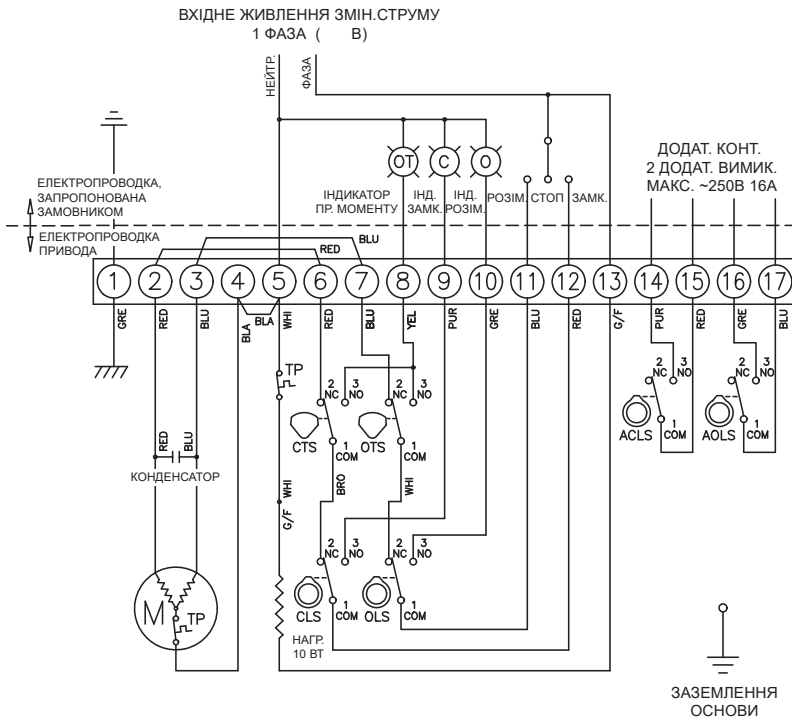 ВХІДНЕ ЖИВЛЕННЯ ЗМІН.СТРУМУ
1 ФАЗА (     В)
НЕЙТР.
ФАЗА
OT
C
O
ДОДАТ. КОНТ.
2 ДОДАТ. ВИМИК.
МАКС. ~250В 16А
ЕЛЕКТРОПРОВОДКА,
ЗАПРОПОНОВАНА
ЗАМОВНИКОМ
ЕЛЕКТРОПРОВОДКА
ПРИВОДА
ІНДИКАТОР
ПР. МОМЕНТУ
ІНД.
ЗАМК.
ІНД.
РОЗІМ.
РОЗІМ.
СТОП
ЗАМК.
BLU
RED
1 2 3 4 5 6 7 8 9 10 11 12 13 14 15 16 17
GRE
RED
BLU
BLA
BLA
WHI
RED
BLU
YEL
PUR
GRE
BLU
RED
G/F
PUR
RED
GRE
BLU
TP
2 NC
3 NO
1 COM
CTS
2 NC
3 NO
1 COM
OTS
2 NC
3 NO
1 COM
ACLS
2 NC
3 NO
1 COM
AOLS
RED
BLU
КОНДЕНСАТОР
WHI
G/F
BRO
WHI
2 NC
3 NO
1 COM
CLS
2 NC
3 NO
1 COM
OLS
M
TP
НАГР.
10 ВТ
ЗАЗЕМЛЕННЯ
ОСНОВИ